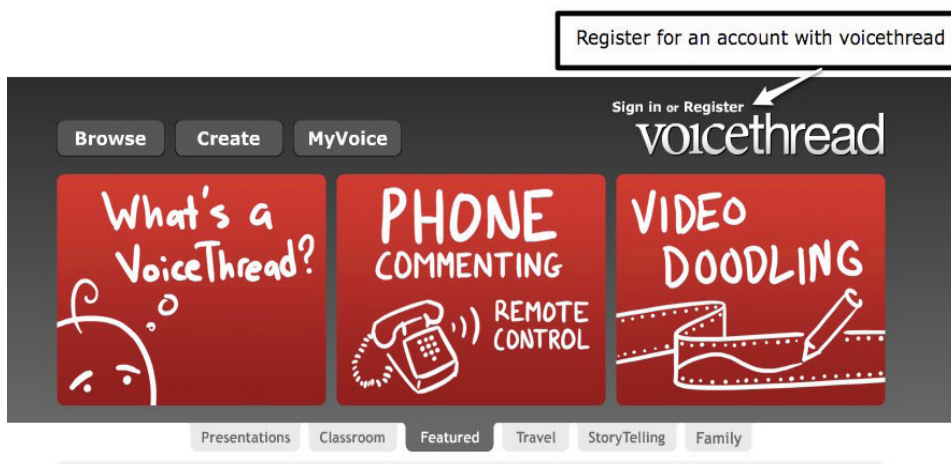 Register for an account with voicethread
Sign in or Register
voicethread
Browse Create MyVoice
What's a
VoiceThread?
PHONE
COMMENTING
REMOTE
CONTROL
VIDEO
DOODLING
Presentations Classroom Featured Travel StoryTelling Family